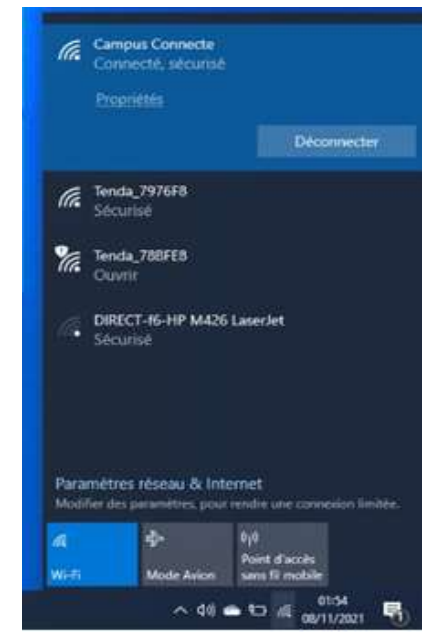 Campus Connecte
Connecté, sécurisé
Propriétés
Déconnecter
Tenda_7976F8
Sécurisé
Tenda_78BFE8
Ouvrir
DIRECT-f6-HP M426 LaserJet
Sécurisé
Paramètres réseau & Internet
Modifier des paramètres, pour rendre une connexion limitée.
Wi-Fi
Mode Avion
Point d'accès
sans fil mobile
01:54
08/11/2021
1